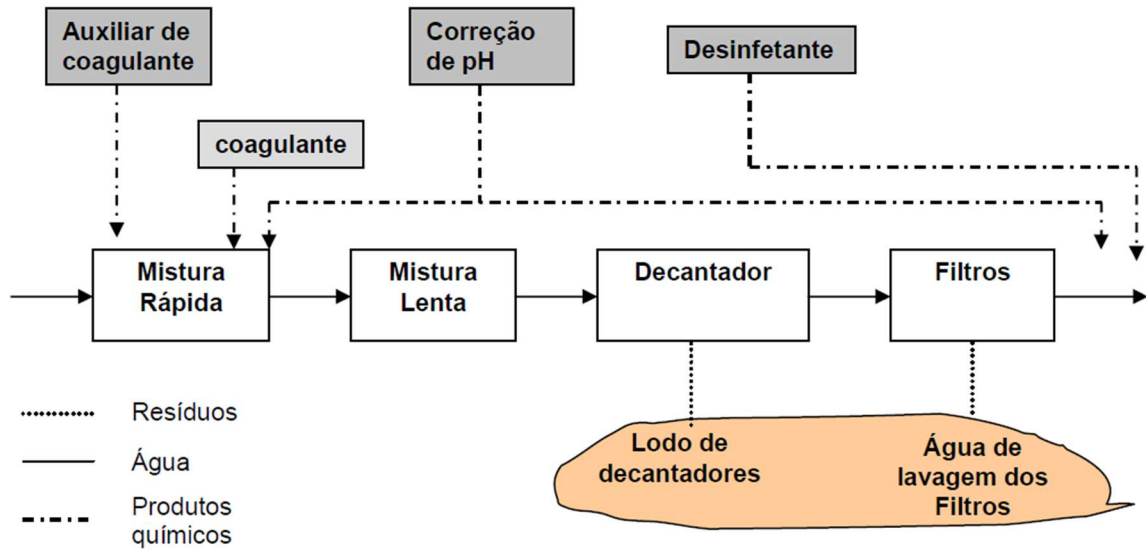 Auxiliar de
coagulante
Correção
de pH
Desinfetante
coagulante
Mistura
Rápida
Mistura
Lenta
Decantador
Filtros
Resíduos
Água
Produtos
químicos
Lodo de
decantadores
Água de
lavagem dos
Filtros